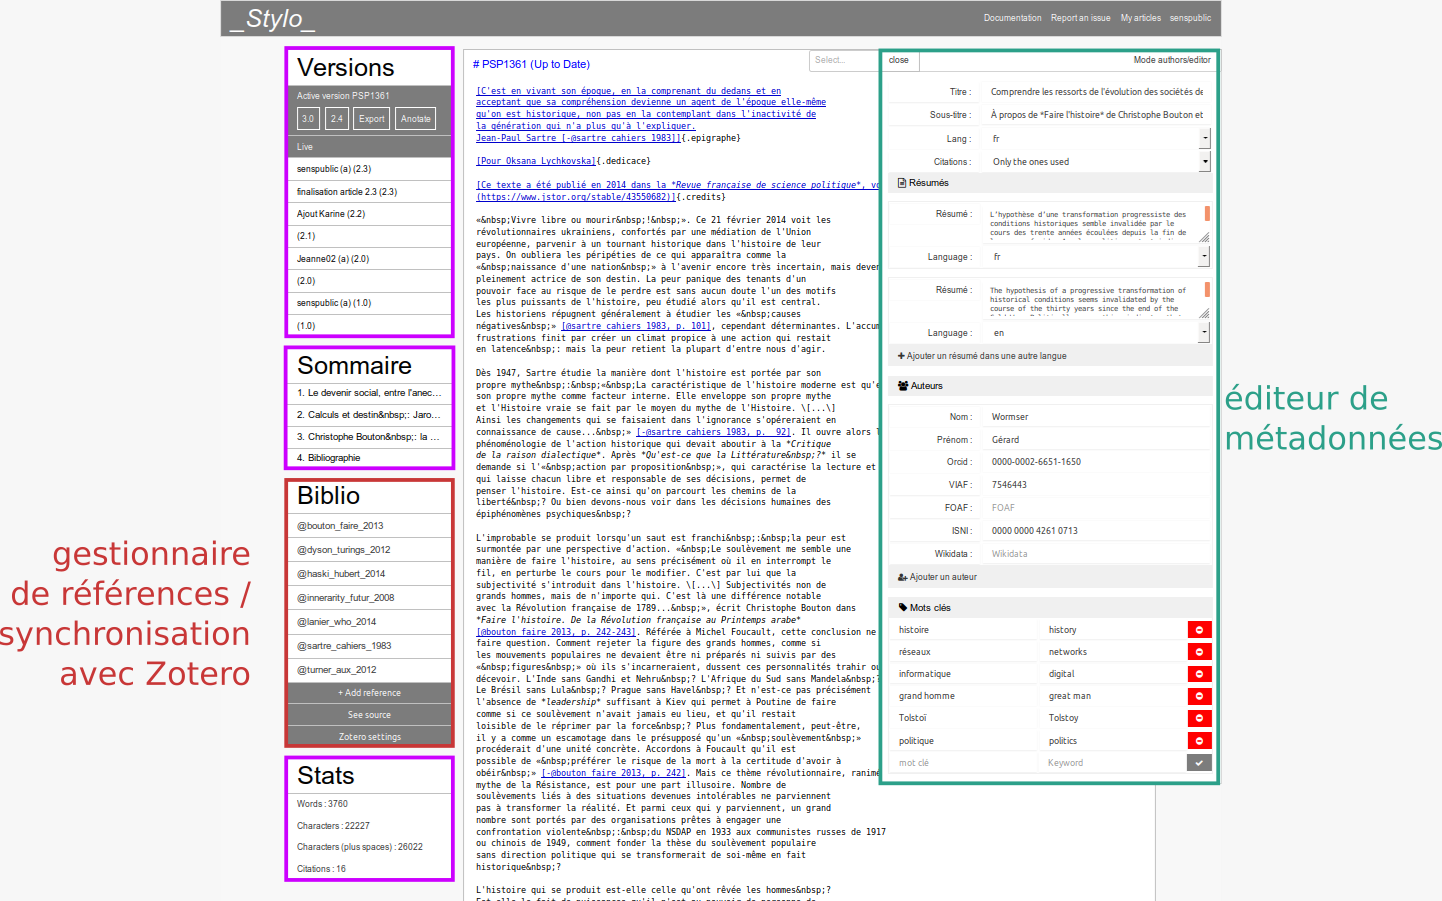 _Stylo_
Documentation Report an issue My articles senspublic
Versions
Active version PSP1361
3.0 2.4 Export Anotate
Live
senspublic (a) (2.3)
finalisation article 2.3 (2.3)
Ajout Karine (2.2)
(2.1)
Jeanne02 (a) (2.0)
(2.0)
senspublic (a) (1.0)
(1.0)
Sommaire
1. Le devenir social, entre l'anec...
2. Calculs et destin&nbsp;: Jaro...
3. Christophe Bouton&nbsp;: la ...
4. Bibliographie
gestionnaire
de références /
synchronisation
avec Zotero
Biblio
@bouton_faire_2013
@dyson_turings_2012
@haski_hubert_2014
@innerarity_futur_2008
@lanier_who_2014
@sartre_cahiers_1983
@turner_aux_2012
+ Add reference
See source
Zotero settings
Stats
Words : 3760
Characters : 22227
Characters (plus spaces) : 26022
Citations : 16
# PSP1361 (Up to Date)
Select...
[C'est en vivant son époque, en la comprenant du dedans et en
acceptant que sa compréhension devienne un agent de l'époque elle-même
qu'on est historique, non pas en la contemplant dans l'inactivité de
la génération qui n'a plus qu'à l'expliquer.
Jean-Paul Sartre [-@sartre_cahiers_1983]]{.epigraphe}
[Pour Oksana Lychkovska]{.dedicace}
[Ce texte a été publié en 2014 dans la *Revue française de science politique*, vo
(https://www.jstor.org/stable/43550682)]{.credits}
«&nbsp;Vivre libre ou mourir&nbsp;!&nbsp;». Ce 21 février 2014 voit les
révolutionnaires ukrainiens, confortés par une médiation de l'Union
européenne, parvenir à un tournant historique dans l'histoire de leur
pays. On oubliera les péripéties de ce qui apparaîtra comme la
«&nbsp;naissance d'une nation&nbsp;» à l'avenir encore très incertain, mais deven
pleinement actrice de son destin. La peur panique des tenants d'un
pouvoir face au risque de le perdre est sans aucun doute l'un des motifs
les plus puissants de l'histoire, peu étudié alors qu'il est central.
Les historiens répugnent généralement à étudier les «&nbsp;causes
négatives&nbsp;» [@sartre_cahiers_1983, p. 101], cependant déterminantes. L'accum
frustrations finit par créer un climat propice à une action qui restait
en latence&nbsp;: mais la peur retient la plupart d'entre nous d'agir.
Dès 1947, Sartre étudie la manière dont l'histoire est portée par son
propre mythe&nbsp;:&nbsp;«&nbsp;La caractéristique de l'histoire moderne est qu'e
son propre mythe comme facteur interne. Elle enveloppe son propre mythe
et l'Histoire vraie se fait par le moyen du mythe de l'Histoire. \[...\]
Ainsi les changements qui se faisaient dans l'ignorance s'opéreraient en
connaissance de cause...&nbsp;» [-@sartre_cahiers_1983, p.  92]. Il ouvre alors l
phénoménologie de l'action historique qui devait aboutir à la *Critique
de la raison dialectique*. Après *Qu'est-ce que la Littérature&nbsp;?* il se
demande si l'«&nbsp;action par proposition&nbsp;», qui caractérise la lecture et
qui laisse chacun libre et responsable de ses décisions, permet de
penser l'histoire. Est-ce ainsi qu'on parcourt les chemins de la
liberté&nbsp;? Ou bien devons-nous voir dans les décisions humaines des
épiphénomènes psychiques&nbsp;?
L'improbable se produit lorsqu'un saut est franchi&nbsp;:&nbsp;la peur est
surmontée par une perspective d'action. «&nbsp;Le soulèvement me semble une
manière de faire l'histoire, au sens précisément où il en interrompt le
fil, en perturbe le cours pour le modifier. C'est par lui que la
subjectivité s'introduit dans l'histoire. \[...\] Subjectivités non de
grands hommes, mais de n'importe qui. C'est là une différence notable
avec la Révolution française de 1789...&nbsp;», écrit Christophe Bouton dans
*Faire l'histoire. De la Révolution française au Printemps arabe*
[@bouton_faire_2013, p. 242-243]. Référée à Michel Foucault, cette conclusion ne
faire question. Comment rejeter la figure des grands hommes, comme si
les mouvements populaires ne devaient être ni préparés ni suivis par des
«&nbsp;figures&nbsp;» où ils s'incarneraient, dussent ces personnalités trahir ou
décevoir. L'Inde sans Gandhi et Nehru&nbsp;? L'Afrique du Sud sans Mandela&nbsp;?
Le Brésil sans Lula&nbsp;? Prague sans Havel&nbsp;? Et n'est-ce pas précisément
l'absence de *leadership* suffisant à Kiev qui permet à Poutine de faire
comme si ce soulèvement n'avait jamais eu lieu, et qu'il restait
loisible de le réprimer par la force&nbsp;? Plus fondamentalement, peut-être,
il y a comme un escamotage dans le présupposé qu'un «&nbsp;soulèvement&nbsp;»
procéderait d'une unité concrète. Accordons à Foucault qu'il est
possible de «&nbsp;préférer le risque de la mort à la certitude d'avoir à
obéir&nbsp;» [-@bouton_faire_2013, p. 242]. Mais ce thème révolutionnaire, ranimé
mythe de la Résistance, est pour une part illusoire. Nombre de
soulèvements liés à des situations devenues intolérables ne parviennent
pas à transformer la réalité. Et parmi ceux qui y parviennent, un grand
nombre sont portés par des organisations prêtes à engager une
confrontation violente&nbsp;:&nbsp;du NSDAP en 1933 aux communistes russes de 1917
ou chinois de 1949, comment fonder la thèse du soulèvement populaire
sans direction politique qui se transformerait de soi-même en fait
historique&nbsp;?
L'histoire qui se produit est-elle celle qu'ont rêvée les hommes&nbsp;?
close Mode authors/editor
Titre : Comprendre les ressorts de l'évolution des sociétés de
Sous-titre : À propos de *Faire l'histoire* de Christophe Bouton et
Lang : fr
Citations : Only the ones used
Résumés
Résumé : L'hypothèse d'une transformation progressiste des
conditions historiques semble invalidée par le
cours des trente années écoulées depuis la fin de
Language : fr
Résumé : The hypothesis of a progressive transformation of
historical conditions seems invalidated by the
course of the thirty years since the end of the
Language : en
Ajouter un résumé dans une autre langue
Auteurs
Nom : Wormser
Prénom : Gérard
Orcid : 0000-0002-6651-1650
VIAF : 7546443
FOAF : FOAF
ISNI : 0000 0000 4261 0713
Wikidata : Wikidata
Ajouter un auteur
Mots clés
histoire history
réseaux networks
informatique digital
grand homme great man
Tolstoï Tolstoy
politique politics
mot clé Keyword
éditeur de
métadonnées